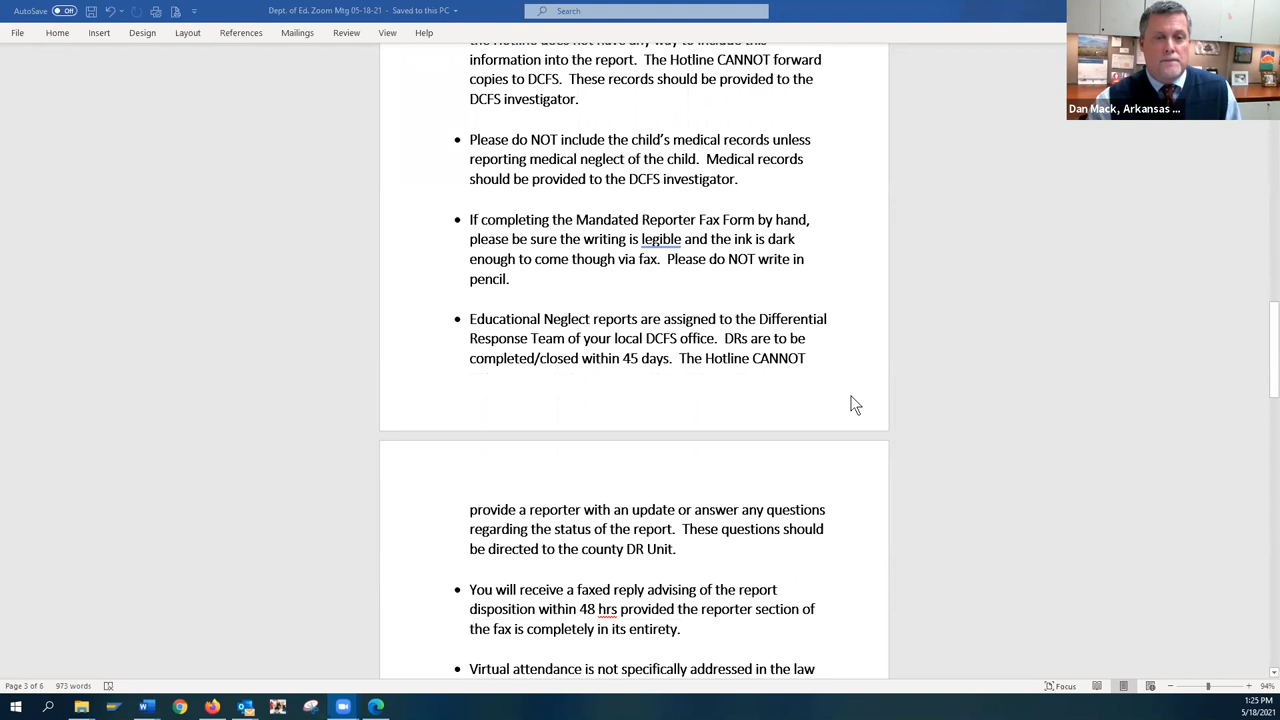 AutoSave Off Dept. of Ed. Zoom Mtg 05-18-21 - Saved to this PC Search
File Home Insert Design Layout References Mailings Review View Help
Dan Mack, Arkansas ...
the Hotline does not have any way to include this
information into the report. The Hotline CANNOT forward
copies to DCFS. These records should be provided to the
DCFS investigator.
• Please do NOT include the child's medical records unless
reporting medical neglect of the child. Medical records
should be provided to the DCFS investigator.
• If completing the Mandated Reporter Fax Form by hand,
please be sure the writing is legible and the ink is dark
enough to come though via fax. Please do NOT write in
pencil.
• Educational Neglect reports are assigned to the Differential
Response Team of your local DCFS office. DRs are to be
completed/closed within 45 days. The Hotline CANNOT
provide a reporter with an update or answer any questions
regarding the status of the report. These questions should
be directed to the county DR Unit.
• You will receive a faxed reply advising of the report
disposition within 48 hrs provided the reporter section of
the fax is completely in its entirety.
• Virtual attendance is not specifically addressed in the law
Page 3 of 6 973 words Focus 94%
1:25 PM
5/18/2021